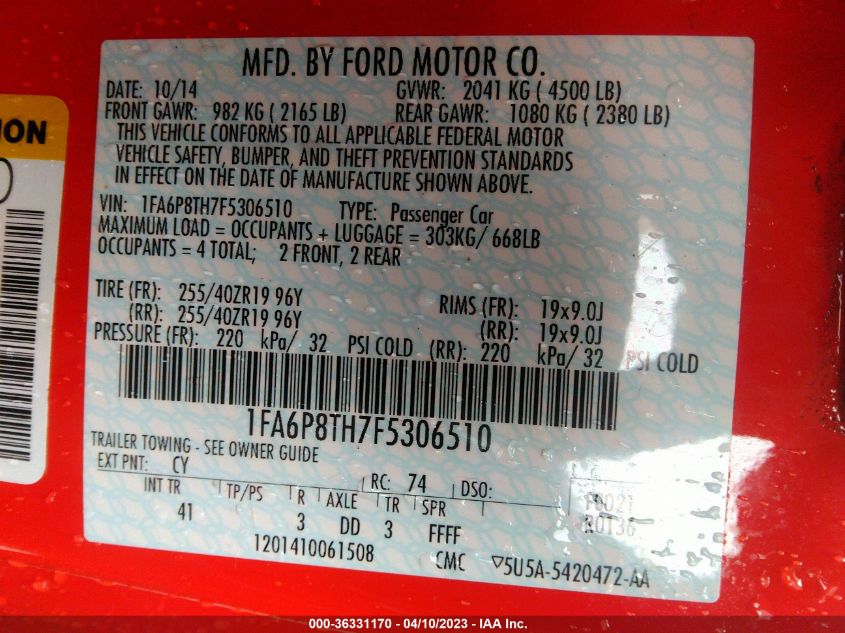 MFD. BY FORD MOTOR CO.
DATE: 10/14 GVWR: 2041 KG ( 4500 LB)
FRONT GAWR: 982 KG ( 2165 LB) REAR GAWR: 1080 KG ( 2380 LB)
THIS VEHICLE CONFORMS TO ALL APPLICABLE FEDERAL MOTOR
VEHICLE SAFETY, BUMPER, AND THEFT PREVENTION STANDARDS
IN EFFECT ON THE DATE OF MANUFACTURE SHOWN ABOVE.
VIN: 1FA6P8TH7F5306510 TYPE: Passenger Car
MAXIMUM LOAD = OCCUPANTS + LUGGAGE = 303KG/ 668LB
OCCUPANTS = 4 TOTAL; 2 FRONT, 2 REAR
TIRE (FR): 255/40ZR19 96Y RIMS (FR): 19x9.0J
(RR): 255/40ZR19 96Y (RR): 19x9.0J
PRESSURE (FR): 220 kPa/ 32 PSI COLD (RR): 220 kPa/ 32 PSI COLD
1FA6P8TH7F5306510
TRAILER TOWING - SEE OWNER GUIDE
EXT PNT: CY RC: 74 DSO:
INT TR TP/PS R AXLE TR SPR F0021
41 3 DD 3 FFFF R0T36
1201410061508 CMC 5U5A-5420472-AA
000-36331170 - 04/10/2023 - IAA Inc.